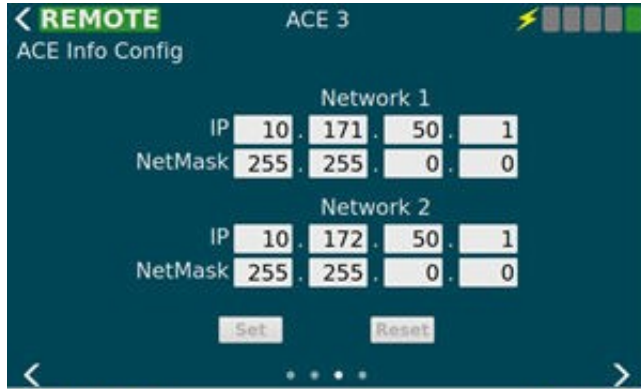 < REMOTE ACE 3
ACE Info Config
Network 1
IP 10 . 171 . 50 . 1
NetMask 255 . 255 . 0 . 0
Network 2
IP 10 . 172 . 50 . 1
NetMask 255 . 255 . 0 . 0
Set Reset
< >